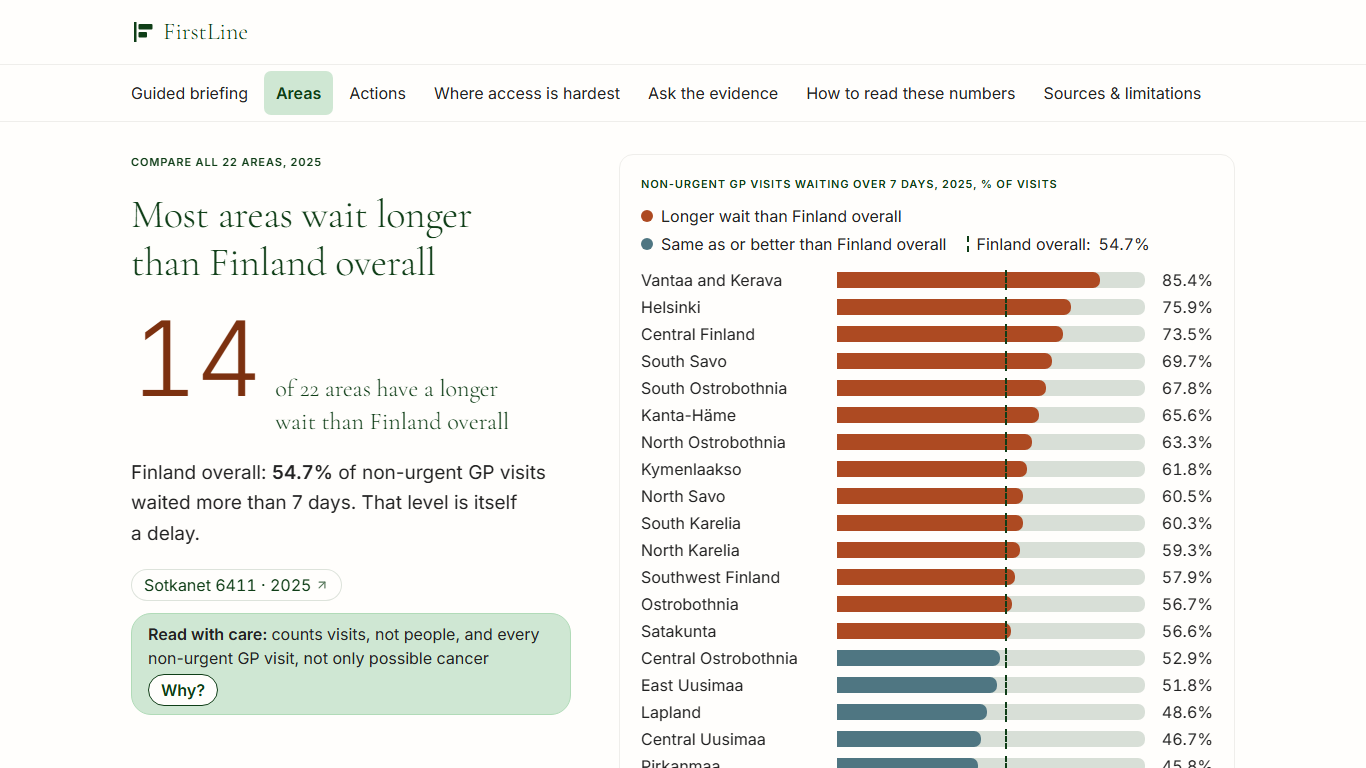 FirstLine
Guided briefing
Areas
Actions
Where access is hardest
Ask the evidence
How to read these numbers
Sources & limitations
COMPARE ALL 22 AREAS, 2025
Most areas wait longer
than Finland overall
14
of 22 areas have a longer
wait than Finland overall
Finland overall: 54.7% of non-urgent GP visits
waited more than 7 days. That level is itself
a delay.
Sotkanet 6411 · 2025 ↗
Read with care: counts visits, not people, and every
non-urgent GP visit, not only possible cancer
Why?
NON-URGENT GP VISITS WAITING OVER 7 DAYS, 2025, % OF VISITS
Longer wait than Finland overall
Same as or better than Finland overall
Finland overall: 54.7%
Vantaa and Kerava 85.4%
Helsinki 75.9%
Central Finland 73.5%
South Savo 69.7%
South Ostrobothnia 67.8%
Kanta-Häme 65.6%
North Ostrobothnia 63.3%
Kymenlaakso 61.8%
North Savo 60.5%
South Karelia 60.3%
North Karelia 59.3%
Southwest Finland 57.9%
Ostrobothnia 56.7%
Satakunta 56.6%
Central Ostrobothnia 52.9%
East Uusimaa 51.8%
Lapland 48.6%
Central Uusimaa 46.7%
Pirkanmaa 45.8%